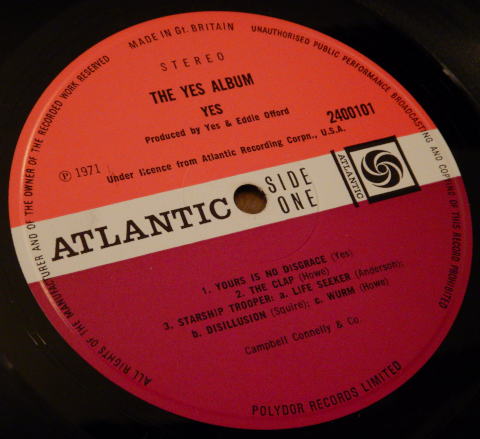 MADE IN Gt. BRITAIN
UNAUTHORISED PUBLIC PERFORMANCE BROADCASTING AND COPYING OF THIS RECORD PROHIBITED
ALL RIGHTS OF THE MANUFACTURER AND OF THE OWNER OF THE RECORDED WORK RESERVED
STEREO
THE YES ALBUM
YES
Produced by Yes & Eddie Offord
2400101
℗ 1971
Under licence from Atlantic Recording Corpn., U.S.A.
ATLANTIC
SIDE
ONE
ATLANTIC
1. YOURS IS NO DISGRACE (Yes)
2. THE CLAP (Howe)
3. STARSHIP TROOPER: a. LIFE SEEKER (Anderson);
b. DISILLUSION (Squire); c. WURM (Howe)
Campbell Connelly & Co.
POLYDOR RECORDS LIMITED